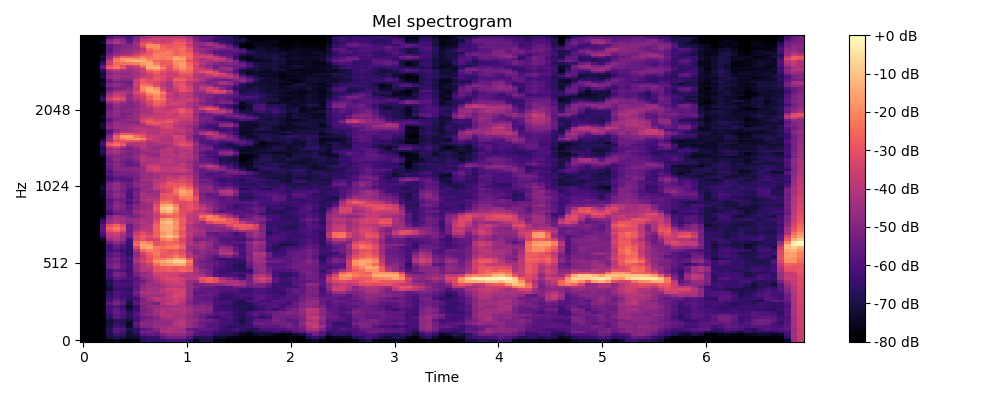 Mel spectrogram
Hz
2048
1024
512
0
0 1 2 3 4 5 6
Time
+0 dB
-10 dB
-20 dB
-30 dB
-40 dB
-50 dB
-60 dB
-70 dB
-80 dB